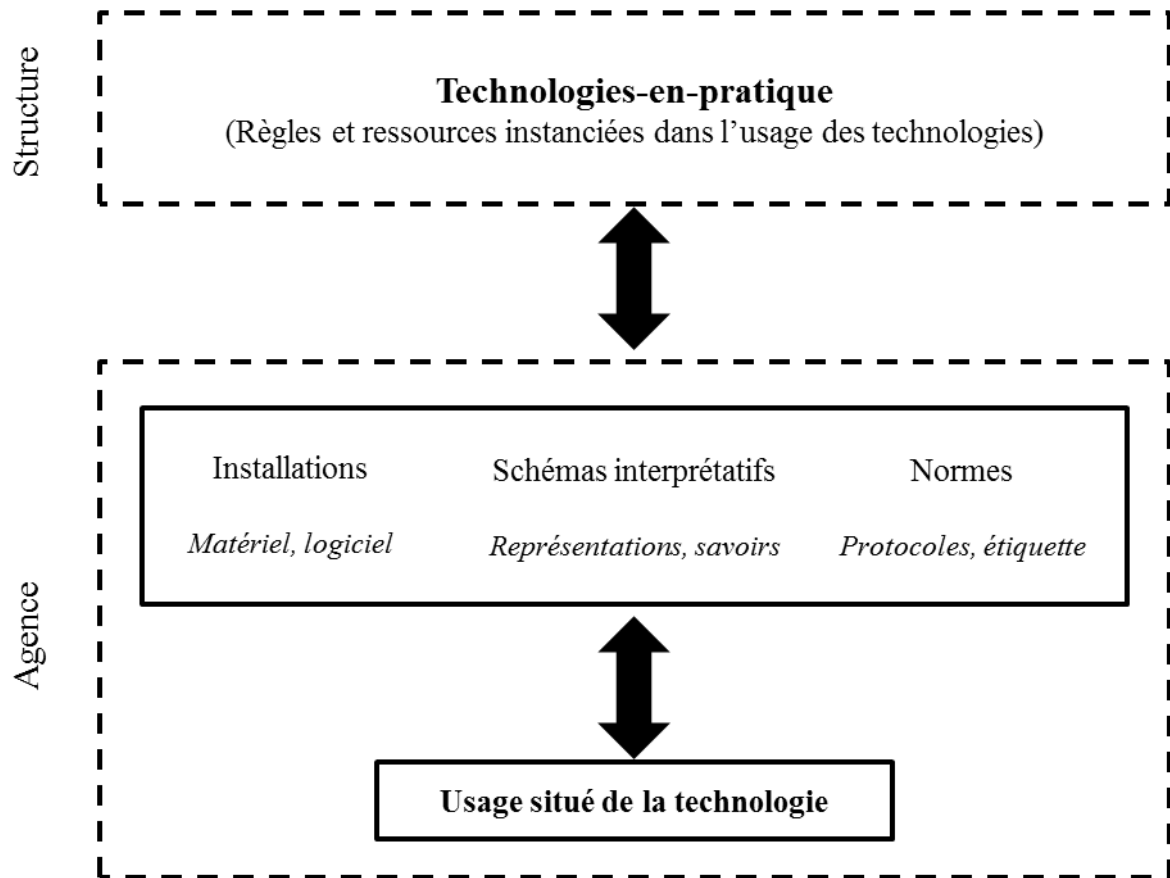 Structure
Technologies-en-pratique
(Règles et ressources instanciées dans l’usage des technologies)
Agence
Installations
Schémas interprétatifs
Normes
Matériel, logiciel
Représentations, savoirs
Protocoles, étiquette
Usage situé de la technologie